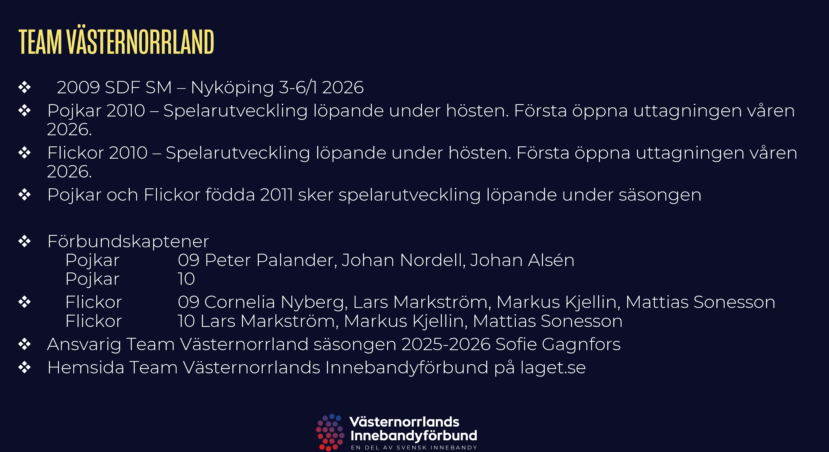 TEAM VÄSTERNORRLAND
❖ 2009 SDF SM – Nyköping 3-6/1 2026
❖ Pojkar 2010 – Spelarutveckling löpande under hösten. Första öppna uttagningen våren
2026.
❖ Flickor 2010 – Spelarutveckling löpande under hösten. Första öppna uttagningen våren
2026.
❖ Pojkar och Flickor födda 2011 sker spelarutveckling löpande under säsongen
❖ Förbundskaptener
Pojkar 09 Peter Palander, Johan Nordell, Johan Alsén
Pojkar 10
❖ Flickor 09 Cornelia Nyberg, Lars Markström, Markus Kjellin, Mattias Sonesson
Flickor 10 Lars Markström, Markus Kjellin, Mattias Sonesson
❖ Ansvarig Team Västernorrland säsongen 2025-2026 Sofie Gagnfors
❖ Hemsida Team Västernorrlands Innebandyförbund på laget.se
Västernorrlands
Innebandyförbund
EN DEL AV SVENSK INNEBANDY